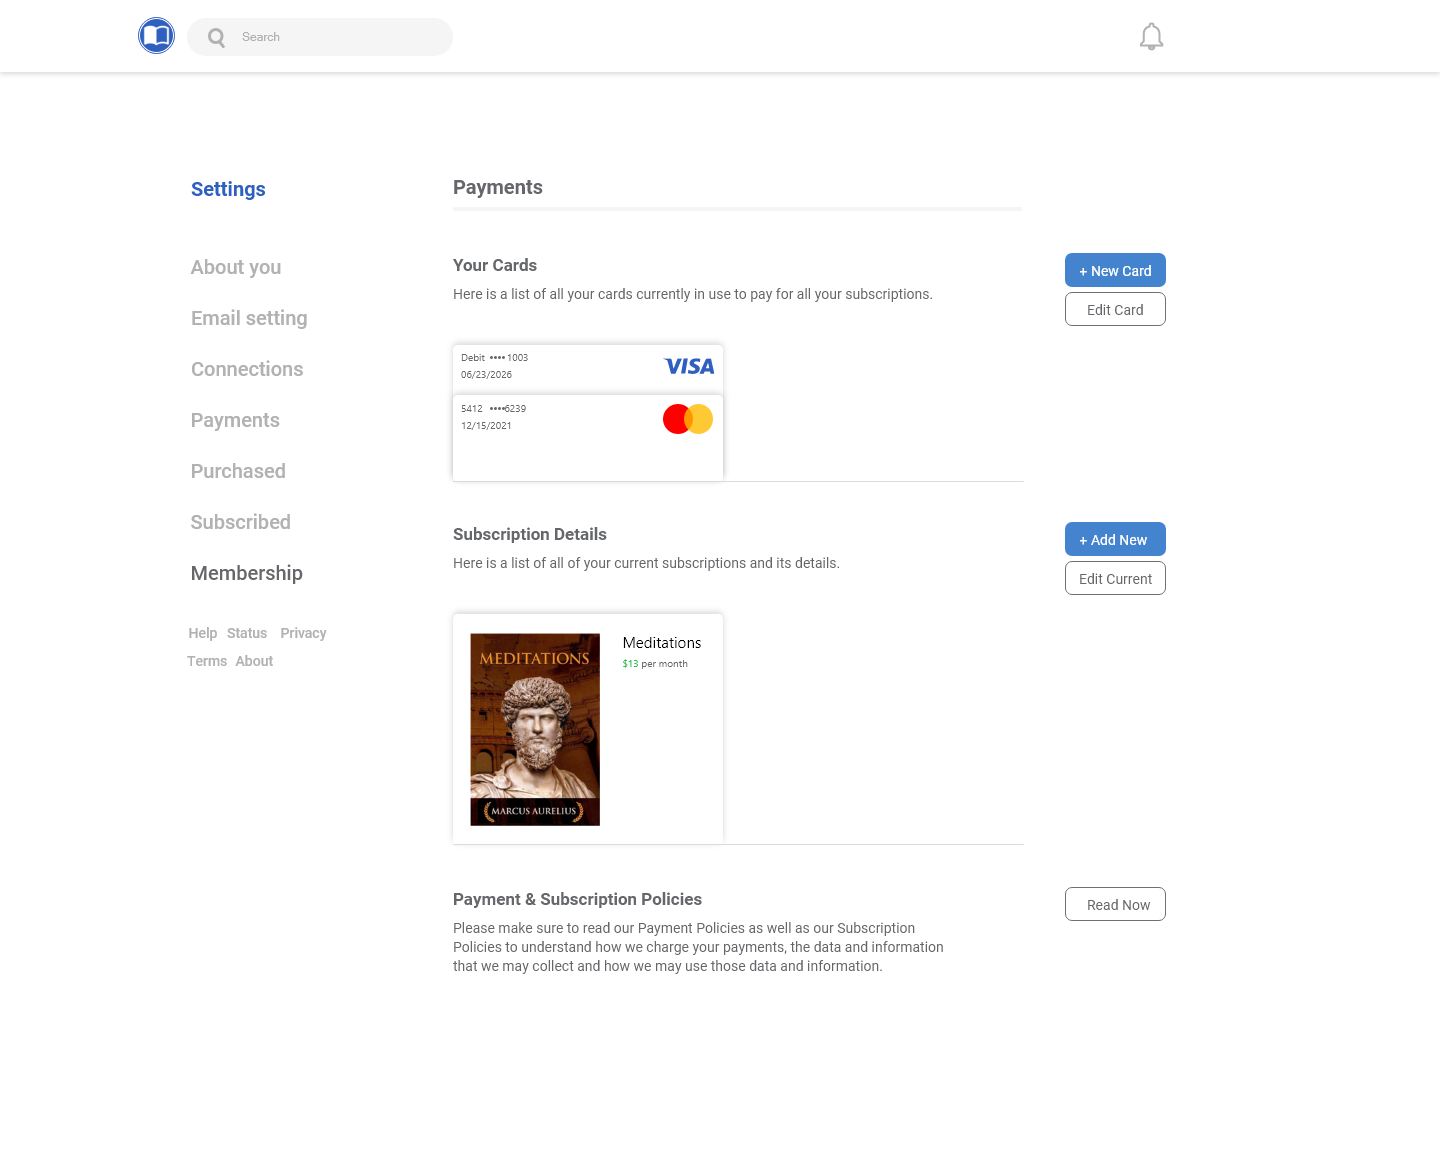 Search
Settings
About you
Email setting
Connections
Payments
Purchased
Subscribed
Membership
Help Status Privacy
Terms About
Payments
Your Cards
Here is a list of all your cards currently in use to pay for all your subscriptions.
+ New Card
Edit Card
Debit •••• 1003
06/23/2026
VISA
5412 ••••6239
12/15/2021
Subscription Details
Here is a list of all of your current subscriptions and its details.
+ Add New
Edit Current
MEDITATIONS
MARCUS AURELIUS
Meditations
$13 per month
Payment & Subscription Policies
Please make sure to read our Payment Policies as well as our Subscription
Policies to understand how we charge your payments, the data and information
that we may collect and how we may use those data and information.
Read Now